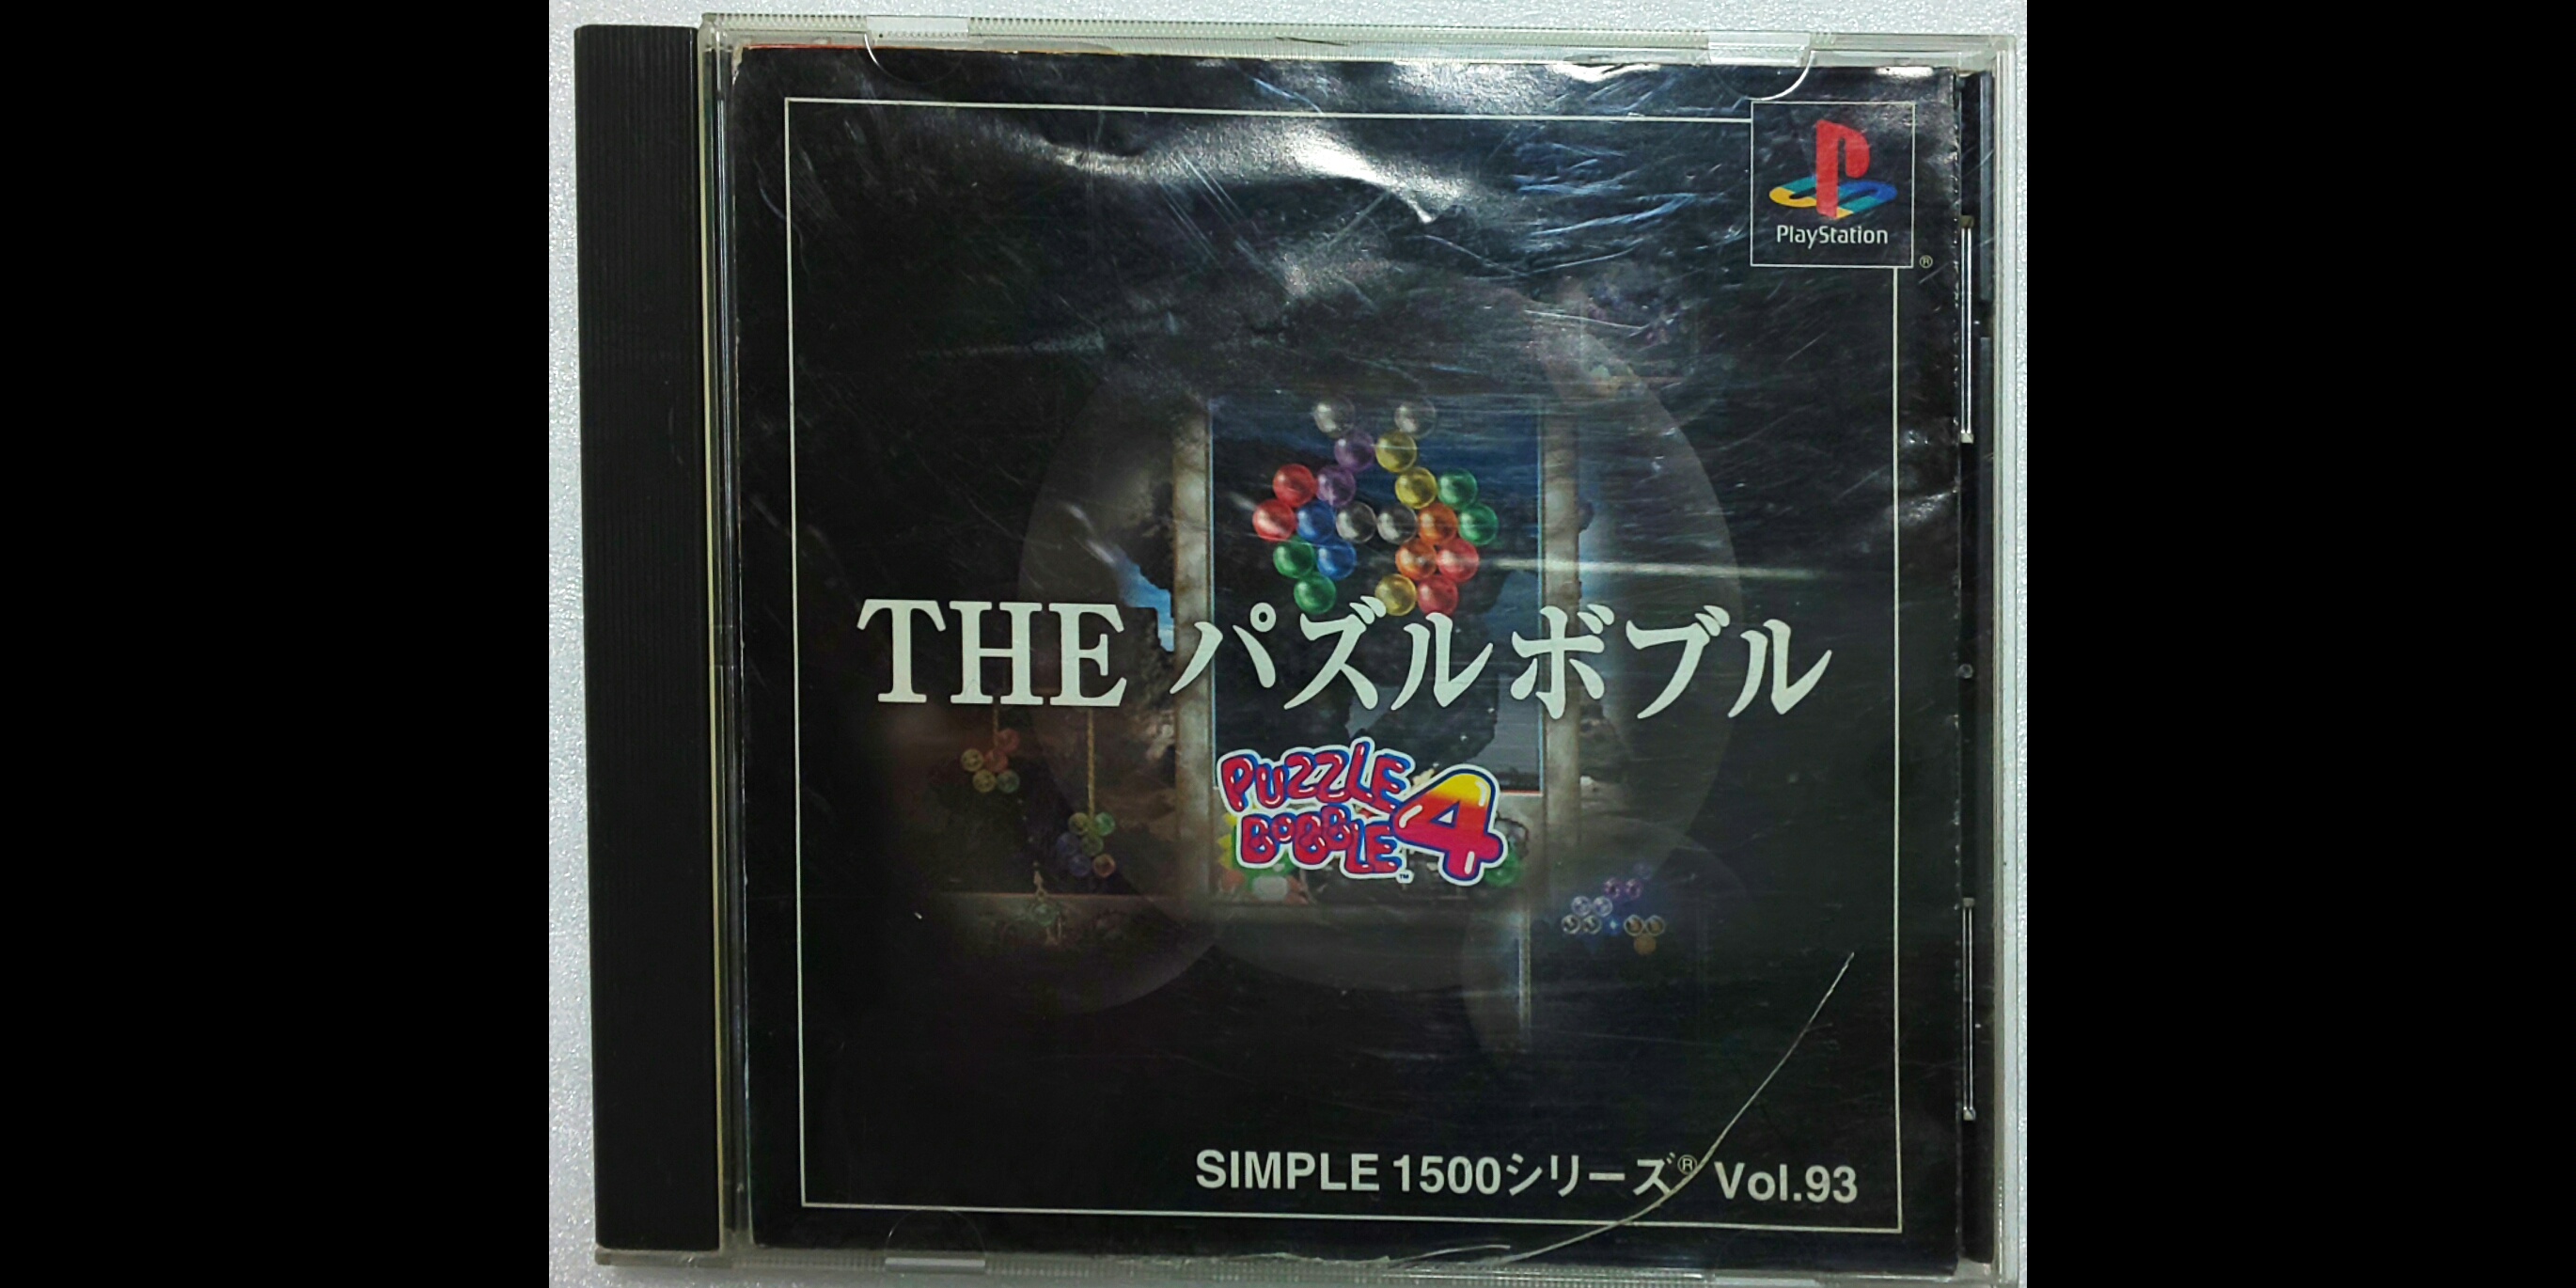 PlayStation
®
THE パズルボブル
PUZZLE
BOBBLE 4
™
SIMPLE 1500シリーズ® Vol.93